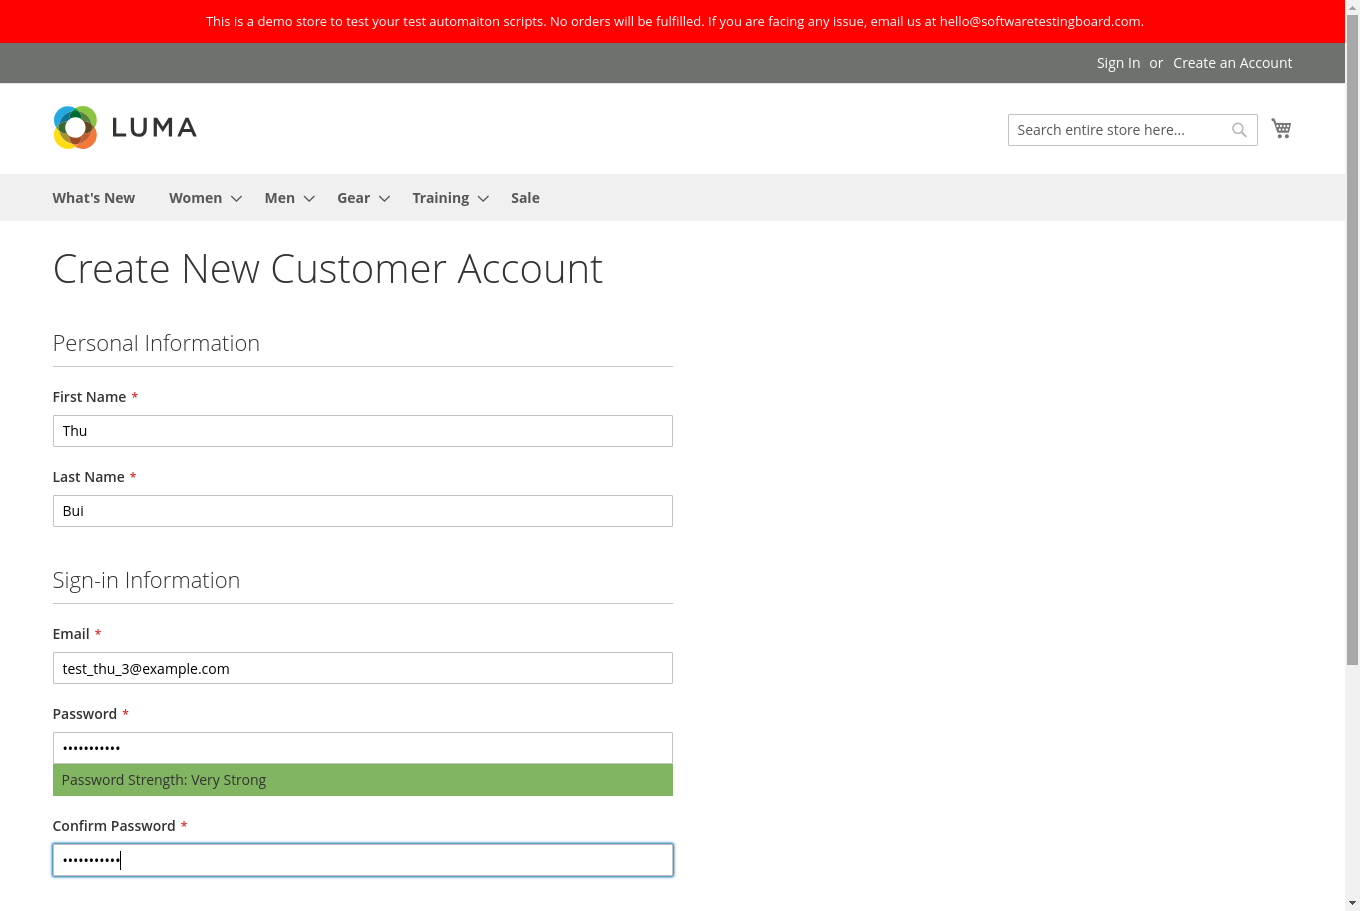 This is a demo store to test your test automaiton scripts. No orders will be fulfilled. If you are facing any issue, email us at hello@softwaretestingboard.com.
Sign In or Create an Account
LUMA
Search entire store here...
What's New Women Men Gear Training Sale
Create New Customer Account
Personal Information
First Name *
Thu
Last Name *
Bui
Sign-in Information
Email *
test_thu_3@example.com
Password *
•••••••••••
Password Strength: Very Strong
Confirm Password *
•••••••••••